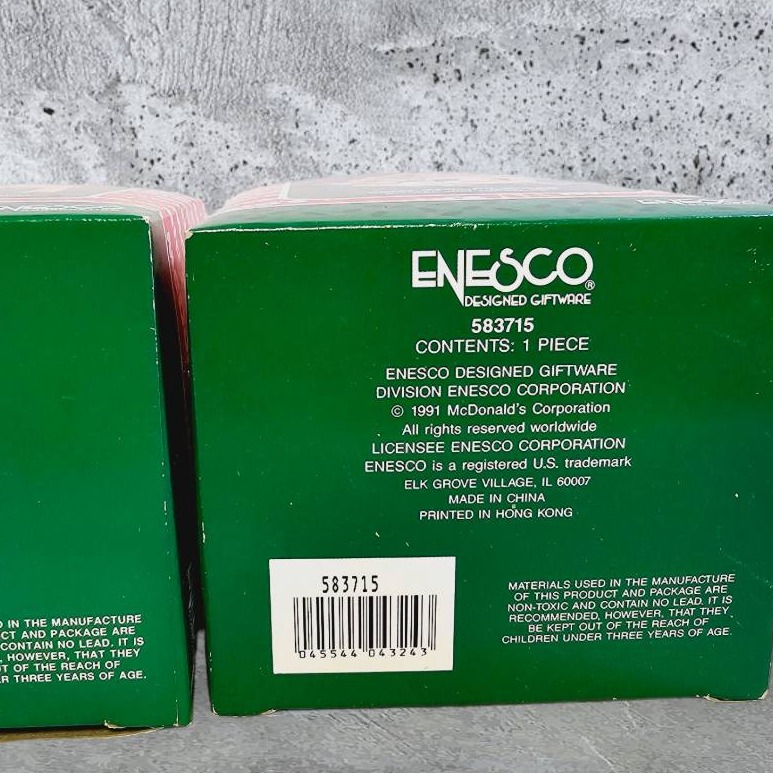 ENESCO®
DESIGNED GIFTWARE
583715
CONTENTS: 1 PIECE
ENESCO DESIGNED GIFTWARE
DIVISION ENESCO CORPORATION
© 1991 McDonald's Corporation
All rights reserved worldwide
LICENSEE ENESCO CORPORATION
ENESCO is a registered U.S. trademark
ELK GROVE VILLAGE, IL 60007
MADE IN CHINA
PRINTED IN HONG KONG
583715
045544 043243
MATERIALS USED IN THE MANUFACTURE
OF THIS PRODUCT AND PACKAGE ARE
NON-TOXIC AND CONTAIN NO LEAD. IT IS
RECOMMENDED, HOWEVER, THAT THEY
BE KEPT OUT OF THE REACH OF
CHILDREN UNDER THREE YEARS OF AGE.
IN THE MANUFACTURE
AND PACKAGE ARE
CONTAIN NO LEAD. IT IS
HOWEVER, THAT THEY
OF THE REACH OF
THREE YEARS OF AGE.